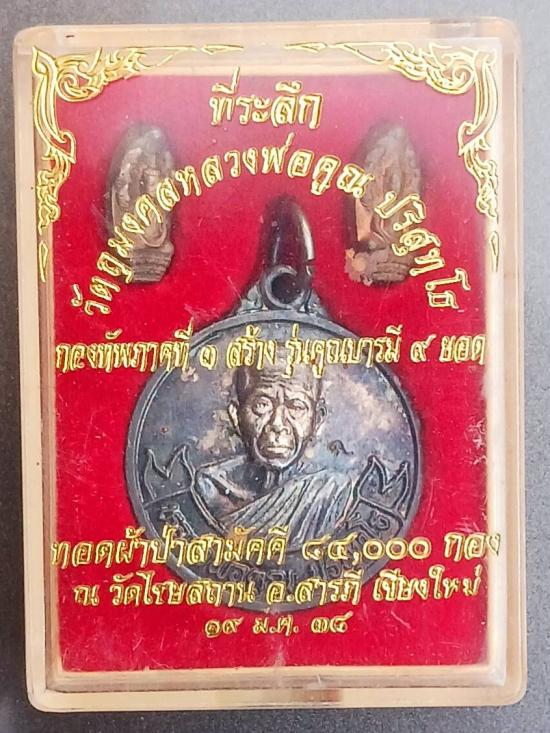 ที่ระลึก
วัตถุมงคลหลวงพ่อคูณ ปริสุทโธ
กองทัพภาคที่ ๑ สร้าง รุ่นคูณบารมี ๙ ยอด
ทอดผ้าป่าสามัคคี ๘๔,๐๐๐ กอง
ณ วัดไชยสถาน อ.สารภี เชียงใหม่
๑๙ ม.ค. ๓๔